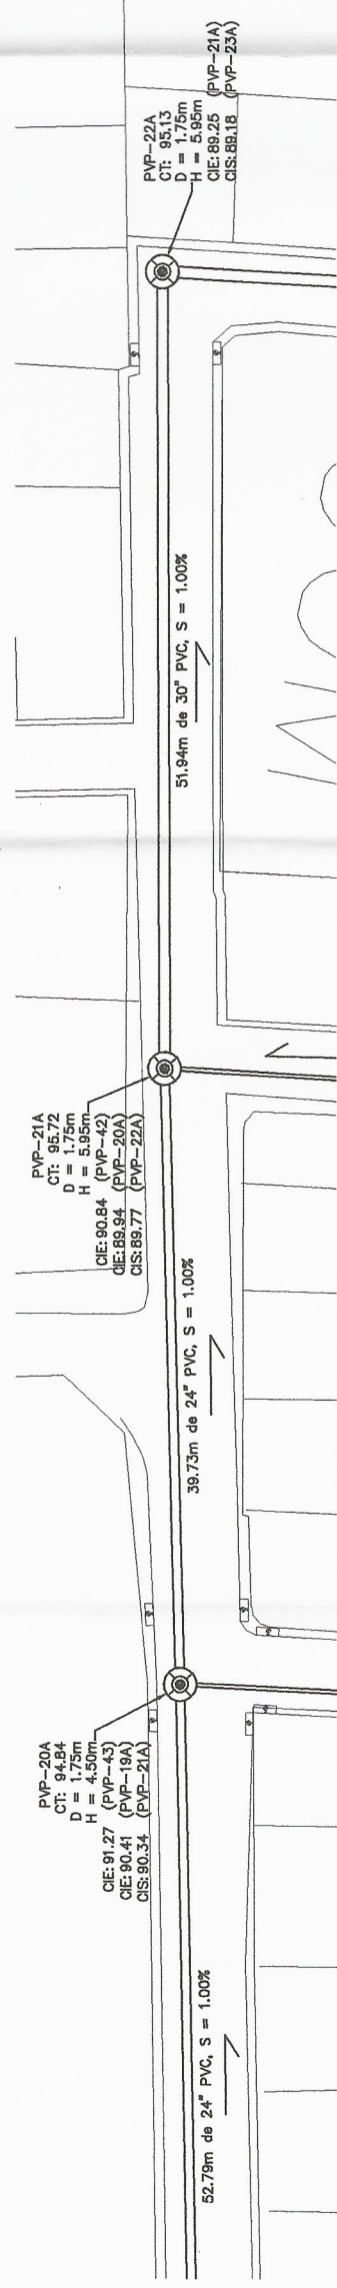 PVP-22A
CT: 95.13
D = 1.75m
H = 5.95m
CIE: 89.25 (PVP-21A)
CIS: 89.18 (PVP-23A)
51.94m de 30" PVC, S = 1.00%
PVP-21A
CT: 95.72
D = 1.75m
H = 5.95m
CIE: 90.84 (PVP-42)
CIE: 89.94 (PVP-20A)
CIS: 89.77 (PVP-22A)
39.73m de 24" PVC, S = 1.00%
PVP-20A
CT: 94.84
D = 1.75m
H = 4.50m
CIE: 91.27 (PVP-43)
CIE: 90.41 (PVP-19A)
CIS: 90.34 (PVP-21A)
52.79m de 24" PVC, S = 1.00%